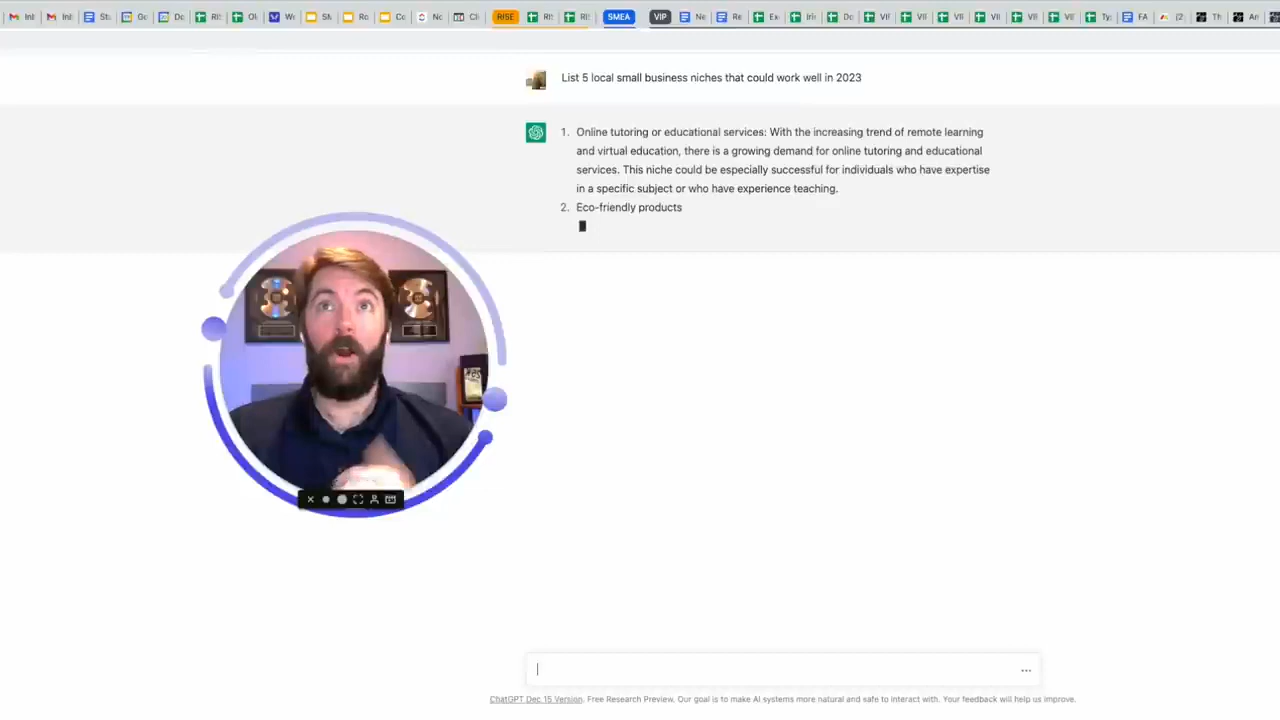 RISE
SMEA
VIP
List 5 local small business niches that could work well in 2023
1. Online tutoring or educational services: With the increasing trend of remote learning
and virtual education, there is a growing demand for online tutoring and educational
services. This niche could be especially successful for individuals who have expertise
in a specific subject or who have experience teaching.
2. Eco-friendly products
ChatGPT Dec 15 Version. Free Research Preview. Our goal is to make AI systems more natural and safe to interact with. Your feedback will help us improve.